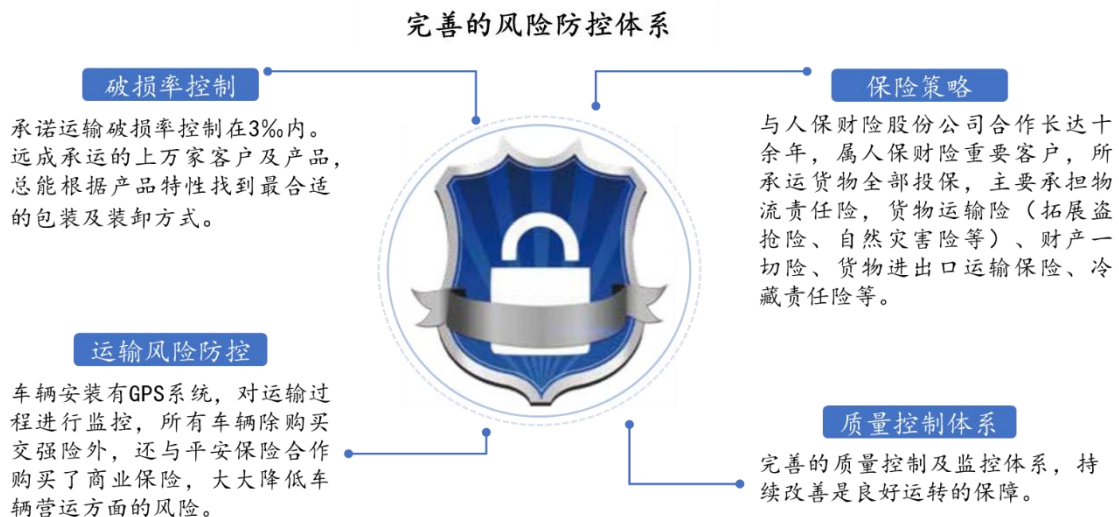 完善的风险防控体系
破损率控制
承诺运输破损率控制在3‰内。
远成承运的上万家客户及产品，
总能根据产品特性找到最合适
的包装及装卸方式。
保险策略
与人保财险股份公司合作长达十
余年，属人保财险重要客户，所
承运货物全部投保，主要承担物
流责任险，货物运输险（拓展盗
抢险、自然灾害险等）、财产一
切险、货物进出口运输保险、冷
藏责任险等。
运输风险防控
车辆安装有GPS系统，对运输过
程进行监控，所有车辆除购买
交强险外，还与平安保险合作
购买了商业保险，大大降低车
辆营运方面的风险。
质量控制体系
完善的质量控制及监控体系，持
续改善是良好运转的保障。